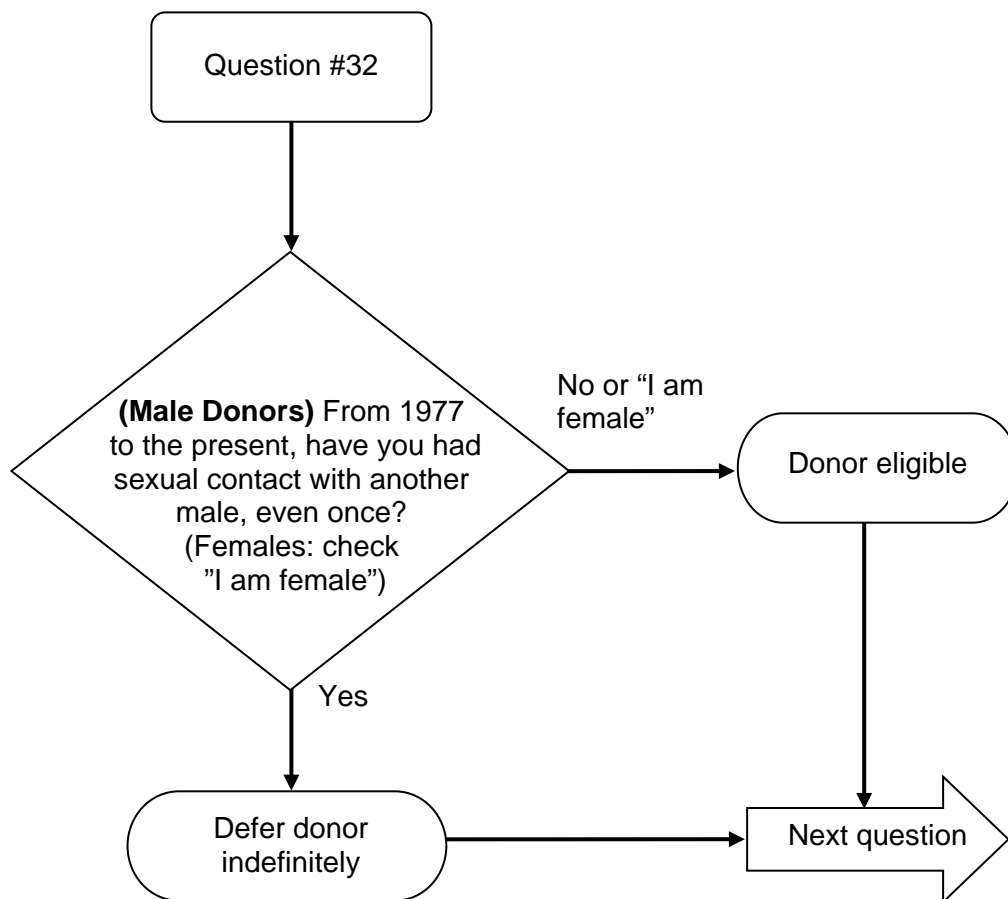 Question #32
(Male Donors) From 1977
to the present, have you had
sexual contact with another
male, even once?
(Females: check
”I am female”)
No or “I am
female”
Donor eligible
Yes
Defer donor
indefinitely
Next question